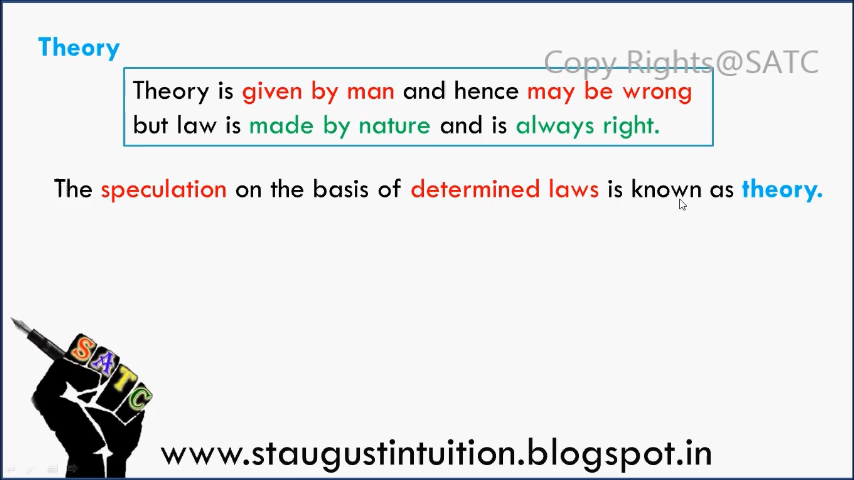 Theory
Copy Rights@SATC
Theory is given by man and hence may be wrong
but law is made by nature and is always right.
The speculation on the basis of determined laws is known as theory.
SATC
www.staugustintuition.blogspot.in